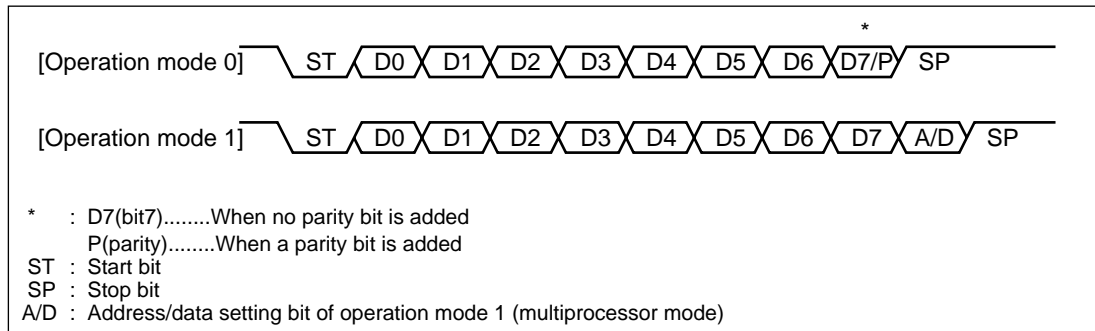 *
[Operation mode 0] ST D0 D1 D2 D3 D4 D5 D6 D7/P SP
[Operation mode 1] ST D0 D1 D2 D3 D4 D5 D6 D7 A/D SP
* : D7(bit7)........When no parity bit is added
P(parity)........When a parity bit is added
ST : Start bit
SP : Stop bit
A/D : Address/data setting bit of operation mode 1 (multiprocessor mode)